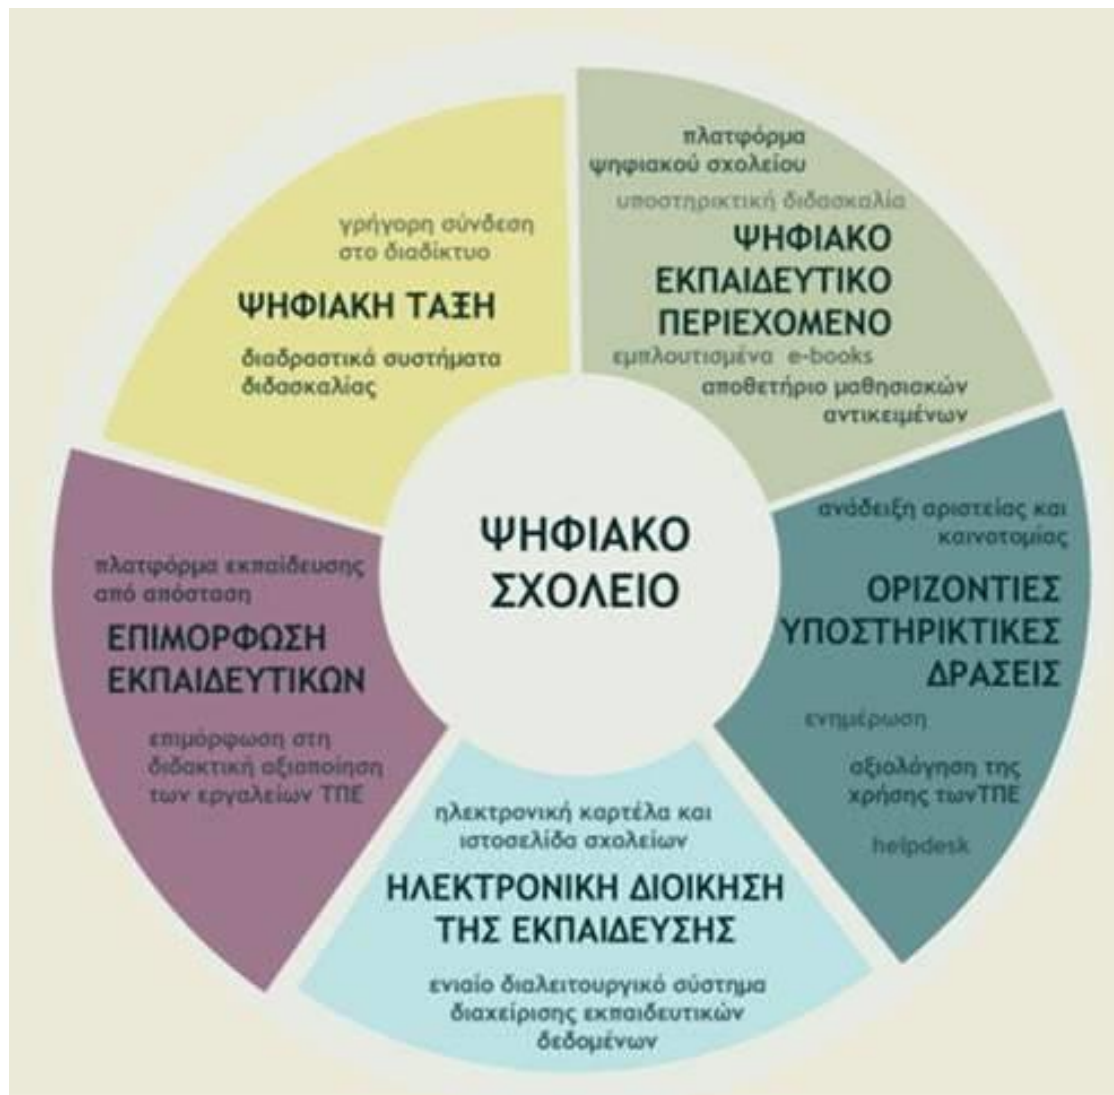 πλατφόρμα
ψηφιακού σχολείου
υποστηρικτική διδασκαλία
ΨΗΦΙΑΚΟ
ΕΚΠΑΙΔΕΥΤΙΚΟ
ΠΕΡΙΕΧΟΜΕΝΟ
εμπλουτισμένα e-books
αποθετήριο μαθησιακών
αντικειμένων
γρήγορη σύνδεση
στο διαδίκτυο
ΨΗΦΙΑΚΗ ΤΑΞΗ
διαδραστικά συστήματα
διδασκαλίας
ΨΗΦΙΑΚΟ
ΣΧΟΛΕΙΟ
ανάδειξη αριστείας και
καινοτομίας
ΟΡΙΖΟΝΤΙΕΣ
ΥΠΟΣΤΗΡΙΚΤΙΚΕΣ
ΔΡΑΣΕΙΣ
ενημέρωση
αξιολόγηση της
χρήσης τωνΤΠΕ
helpdesk
πλατφόρμα εκπαίδευσης
από απόσταση
ΕΠΙΜΟΡΦΩΣΗ
ΕΚΠΑΙΔΕΥΤΙΚΩΝ
επιμόρφωση στη
διδακτική αξιοποίηση
των εργαλείων ΤΠΕ
ηλεκτρονική καρτέλα και
ιστοσελίδα σχολείων
ΗΛΕΚΤΡΟΝΙΚΗ ΔΙΟΙΚΗΣΗ
ΤΗΣ ΕΚΠΑΙΔΕΥΣΗΣ
ενιαίο διαλειτουργικό σύστημα
διαχείρισης εκπαιδευτικών
δεδομένων